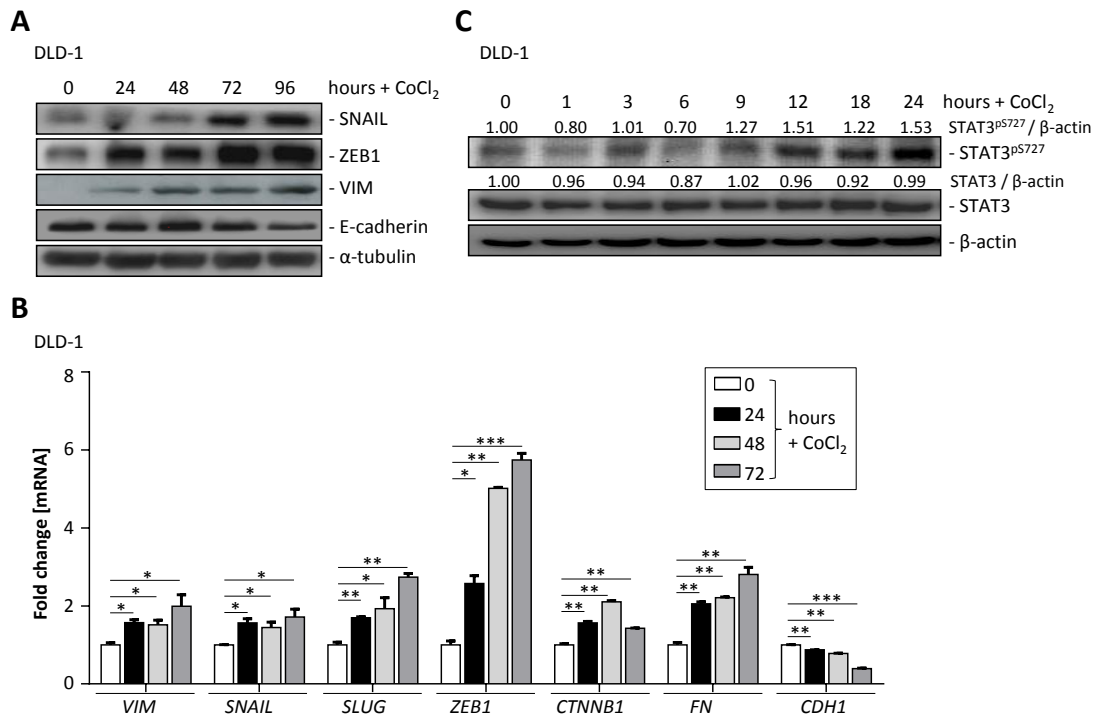 A
DLD-1
0 24 48 72 96 hours + CoCl₂
- SNAIL
- ZEB1
- VIM
- E-cadherin
- α-tubulin
C
DLD-1
0 1 3 6 9 12 18 24 hours + CoCl₂
1.00 0.80 1.01 0.70 1.27 1.51 1.22 1.53 STAT3ᵖˢ⁷²⁷ / β-actin
- STAT3ᵖˢ⁷²⁷
1.00 0.96 0.94 0.87 1.02 0.96 0.92 0.99 STAT3 / β-actin
- STAT3
- β-actin
B
DLD-1
Fold change [mRNA]
8
6
4
2
0
0
24
48
72
hours
+ CoCl₂
*
*
*
*
*
*
**
*
**
***
**
*
**
**
**
**
**
**
***
**
**
VIM SNAIL SLUG ZEB1 CTNNB1 FN CDH1